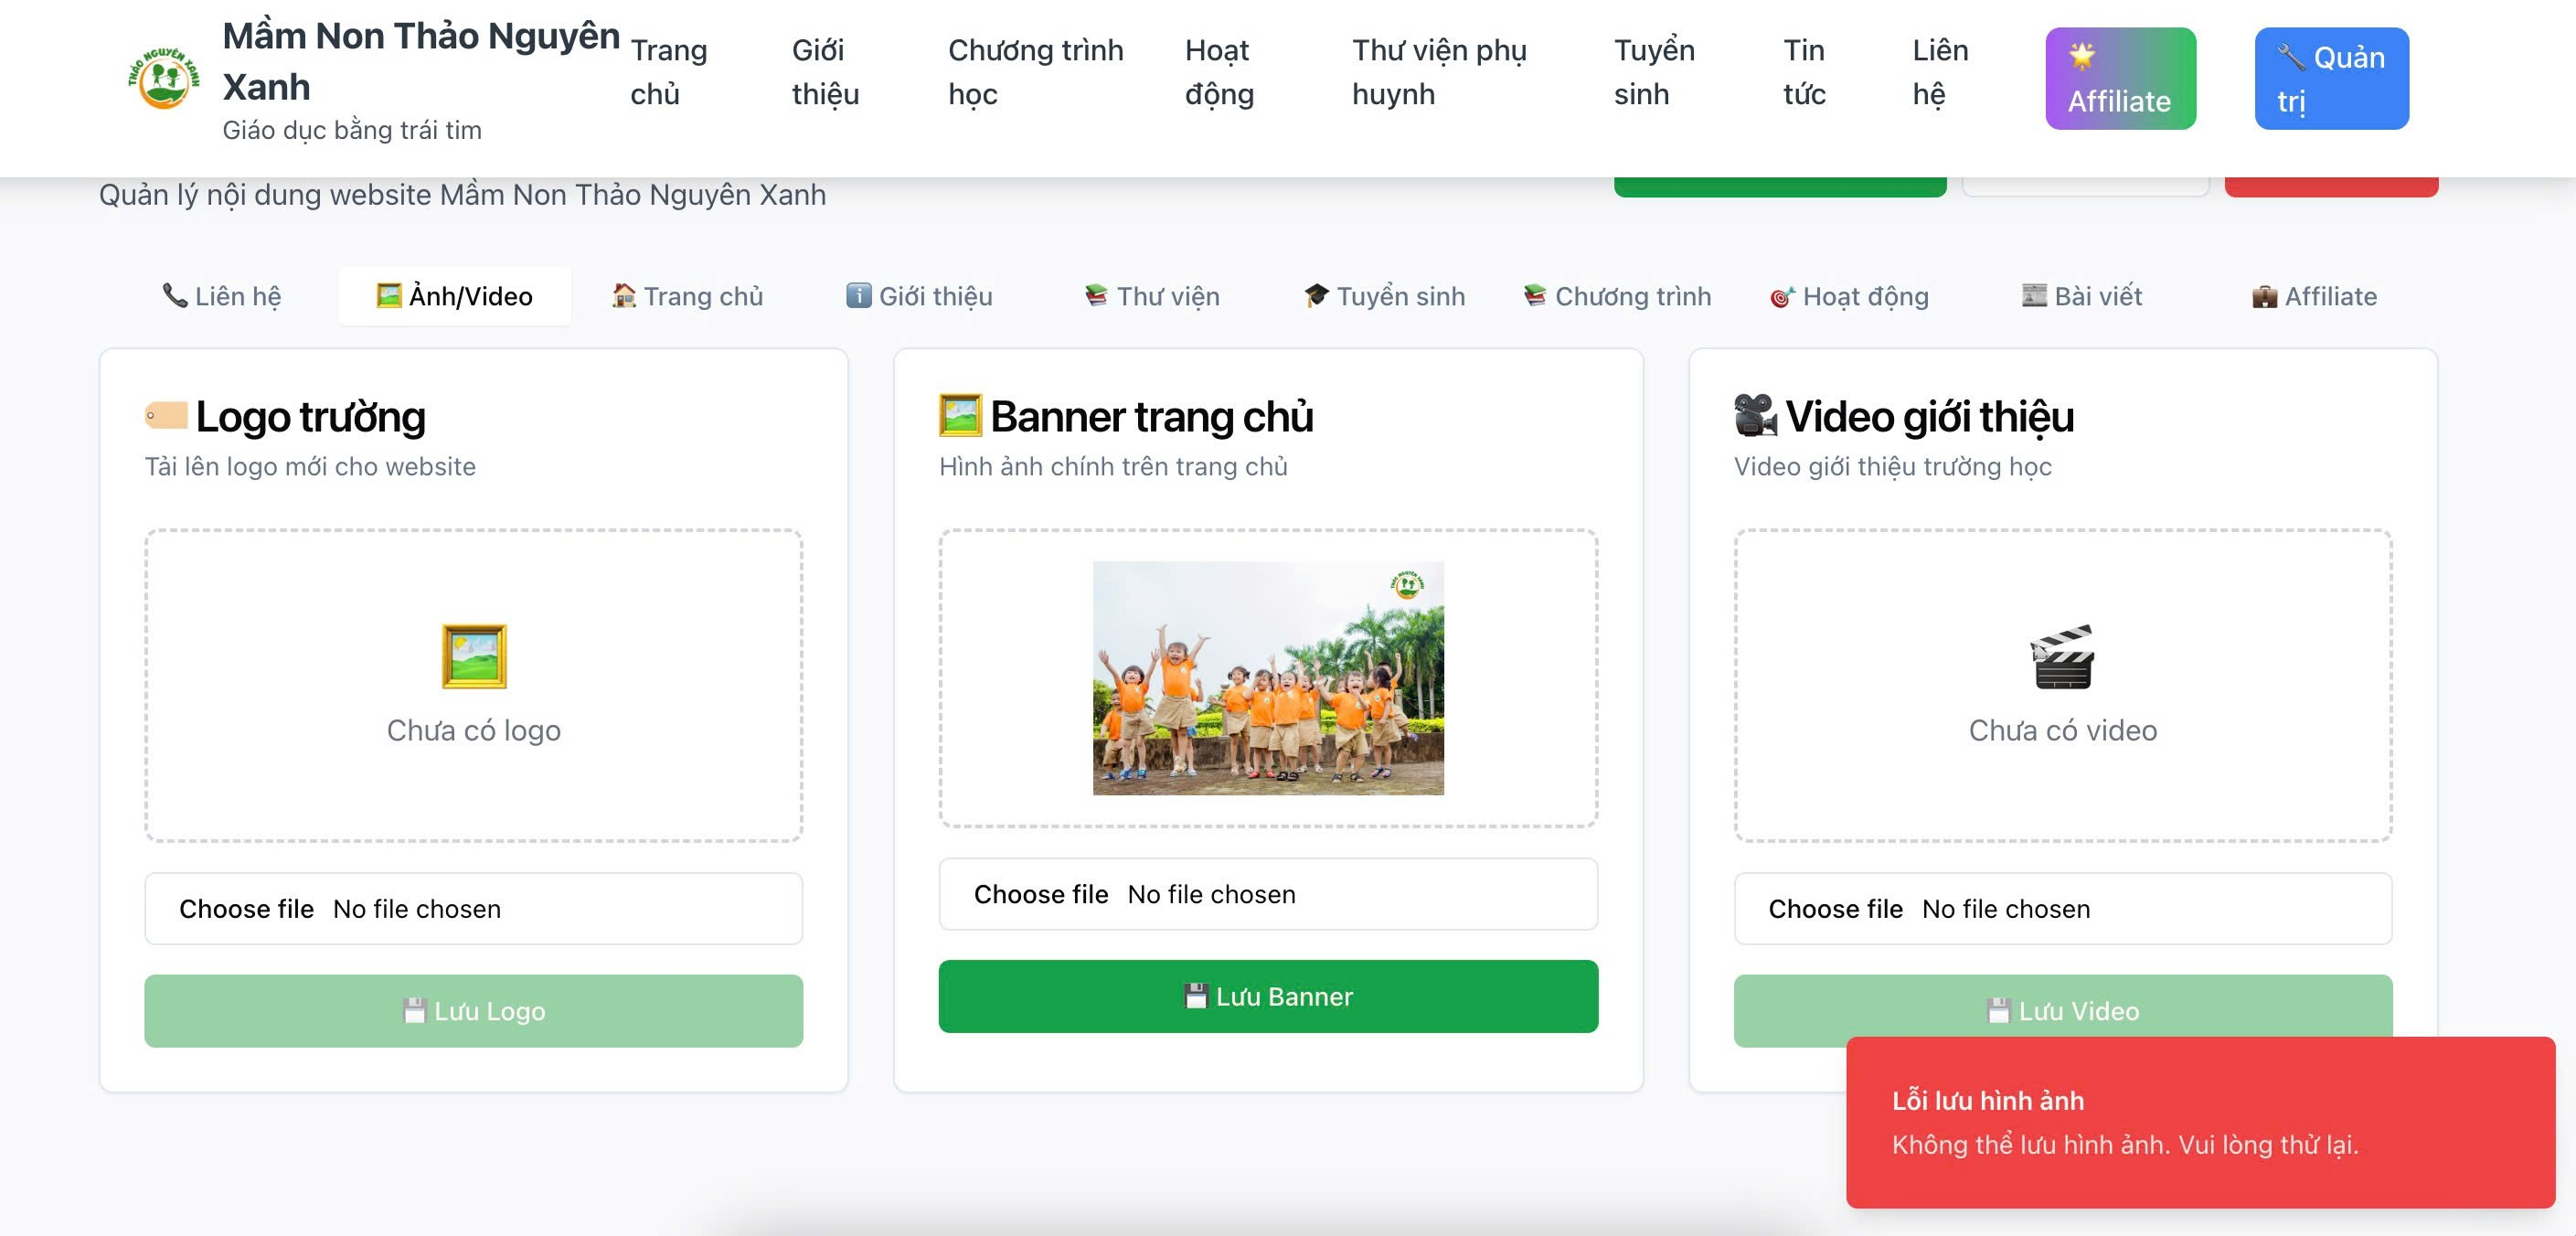 THẢO NGUYÊN XANH
Mầm Non Thảo Nguyên
Xanh
Giáo dục bằng trái tim
Trang
chủ
Giới
thiệu
Chương trình
học
Hoạt
động
Thư viện phụ
huynh
Tuyển
sinh
Tin
tức
Liên
hệ
🌟
Affiliate
🔧 Quản
trị
Quản lý nội dung website Mầm Non Thảo Nguyên Xanh
📞 Liên hệ
🖼️ Ảnh/Video
🏠 Trang chủ
ℹ️ Giới thiệu
📚 Thư viện
🎓 Tuyển sinh
📚 Chương trình
🎯 Hoạt động
📰 Bài viết
💼 Affiliate
🏷️ Logo trường
Tải lên logo mới cho website
Chưa có logo
Choose file No file chosen
💾 Lưu Logo
🖼️ Banner trang chủ
Hình ảnh chính trên trang chủ
THẢO NGUYÊN XANH
Choose file No file chosen
💾 Lưu Banner
🎥 Video giới thiệu
Video giới thiệu trường học
Chưa có video
Choose file No file chosen
💾 Lưu Video
Lỗi lưu hình ảnh
Không thể lưu hình ảnh. Vui lòng thử lại.